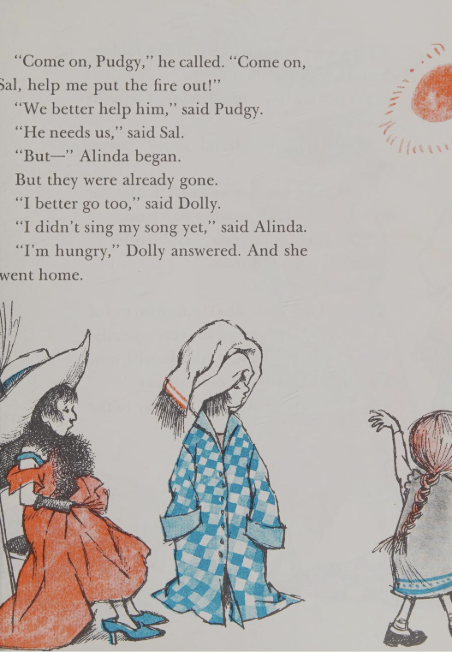 "Come on, Pudgy," he called. "Come on,
Sal, help me put the fire out!"
"We better help him," said Pudgy.
"He needs us," said Sal.
"But—" Alinda began.
But they were already gone.
"I better go too," said Dolly.
"I didn't sing my song yet," said Alinda.
"I'm hungry," Dolly answered. And she
went home.